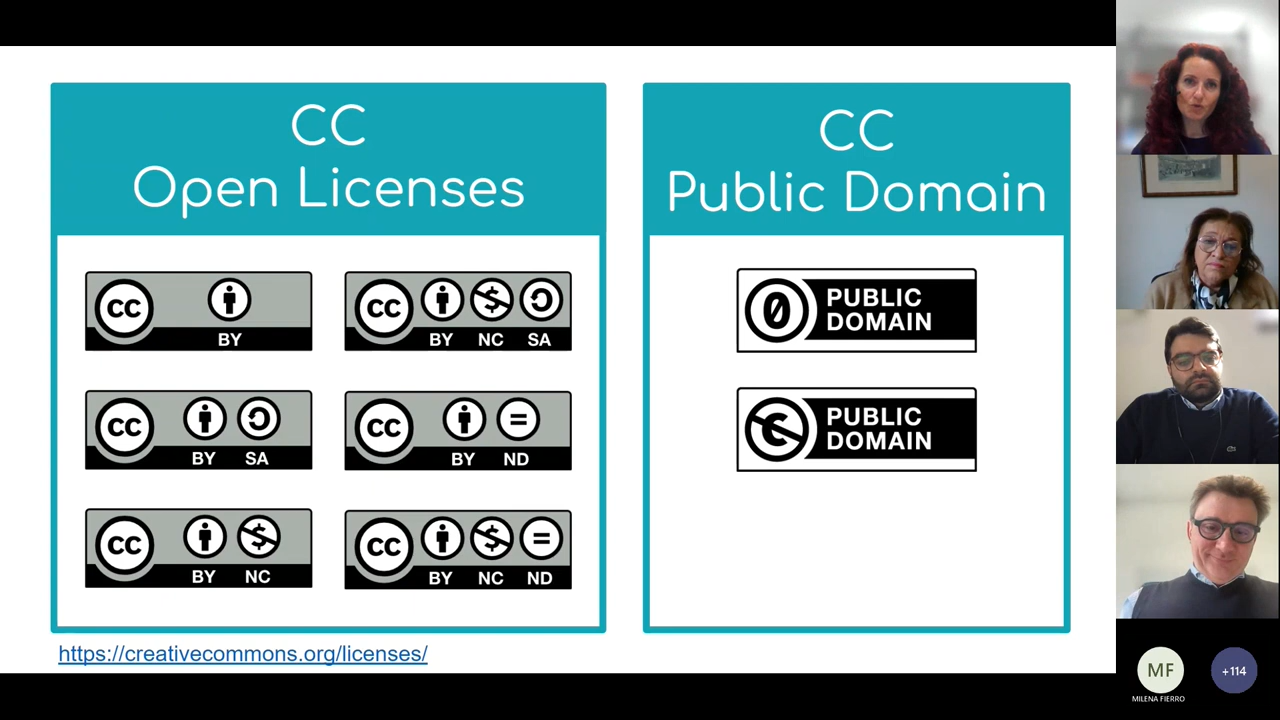 CC
Open Licenses
CC BY
CC BY NC SA
CC BY SA
CC BY ND
CC BY NC
CC BY NC ND
https://creativecommons.org/licenses/
CC
Public Domain
0 PUBLIC
DOMAIN
PUBLIC
DOMAIN
MF
MILENA FIERRO
+114